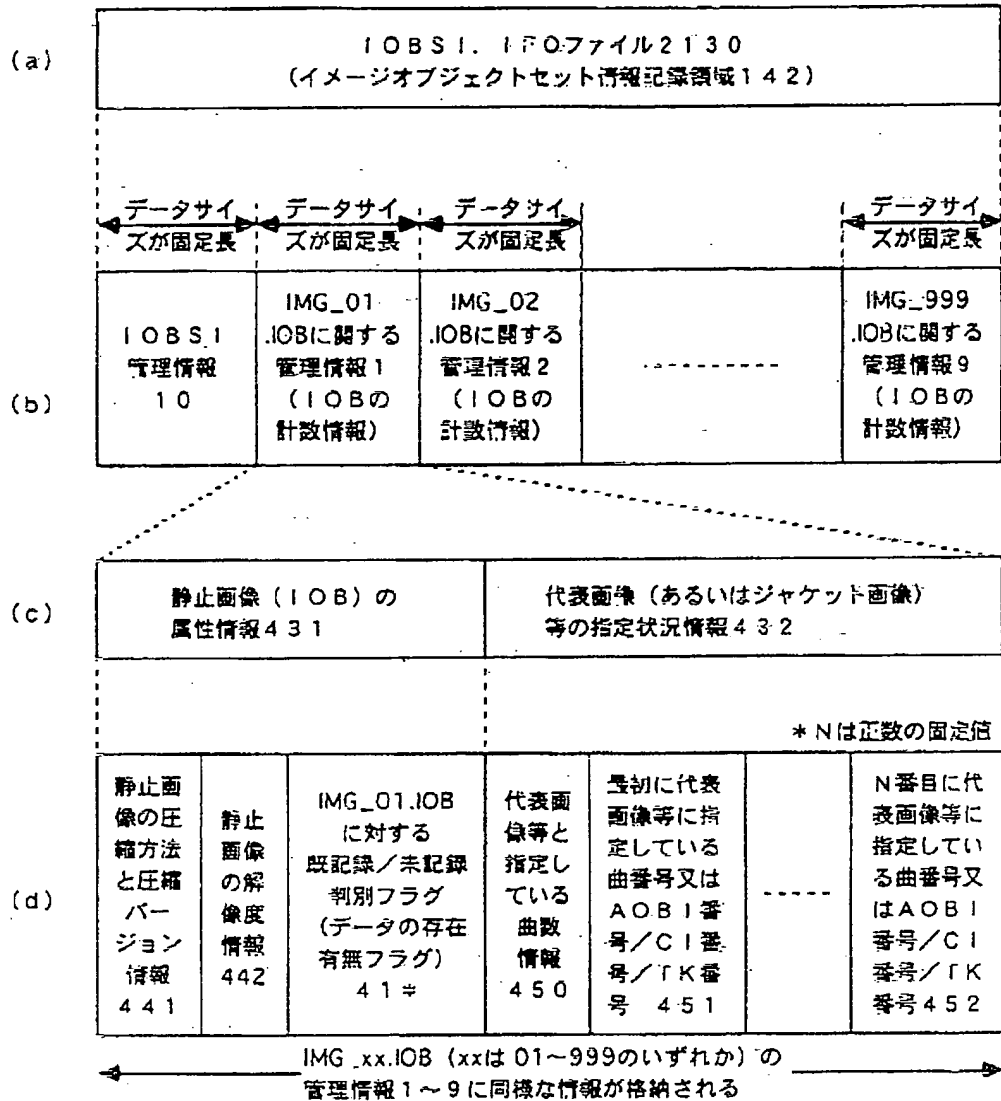 (a)
IOBSI. IFOファイル2130
(イメージオブジェクトセット情報記録領域142)
データサイ
ズが固定長
データサイ
ズが固定長
データサイ
ズが固定長
データサイ
ズが固定長
(b)
IOBSI
管理情報
10
IMG_01
.IOBに関する
管理情報1
(IOBの
計数情報)
IMG_02
.IOBに関する
管理情報2
(IOBの
計数情報)
IMG_999
.IOBに関する
管理情報9
(IOBの
計数情報)
(c)
静止画像(IOB)の
属性情報431
代表画像(あるいはジャケット画像)
等の指定状況情報432
*Nは正数の固定値
(d)
静止画
像の圧
縮方法
と圧縮
バー
ジョン
情報
441
静止
画像
の解
像度
情報
442
IMG_01.IOB
に対する
既記録/未記録
判別フラグ
(データの存在
有無フラグ)
41
代表画
像等と
指定し
ている
曲数
情報
450
最初に代表
画像等に指
定している
曲番号又は
AOBI番
号/CI番
号/TK番
号 451
N番目に代
表画像等に
指定してい
る曲番号又
はAOBI
番号/CI
番号/TK
番号452
IMG_xx.IOB (xxは 01~999のいずれか) の
管理情報1~9に同様な情報が格納される